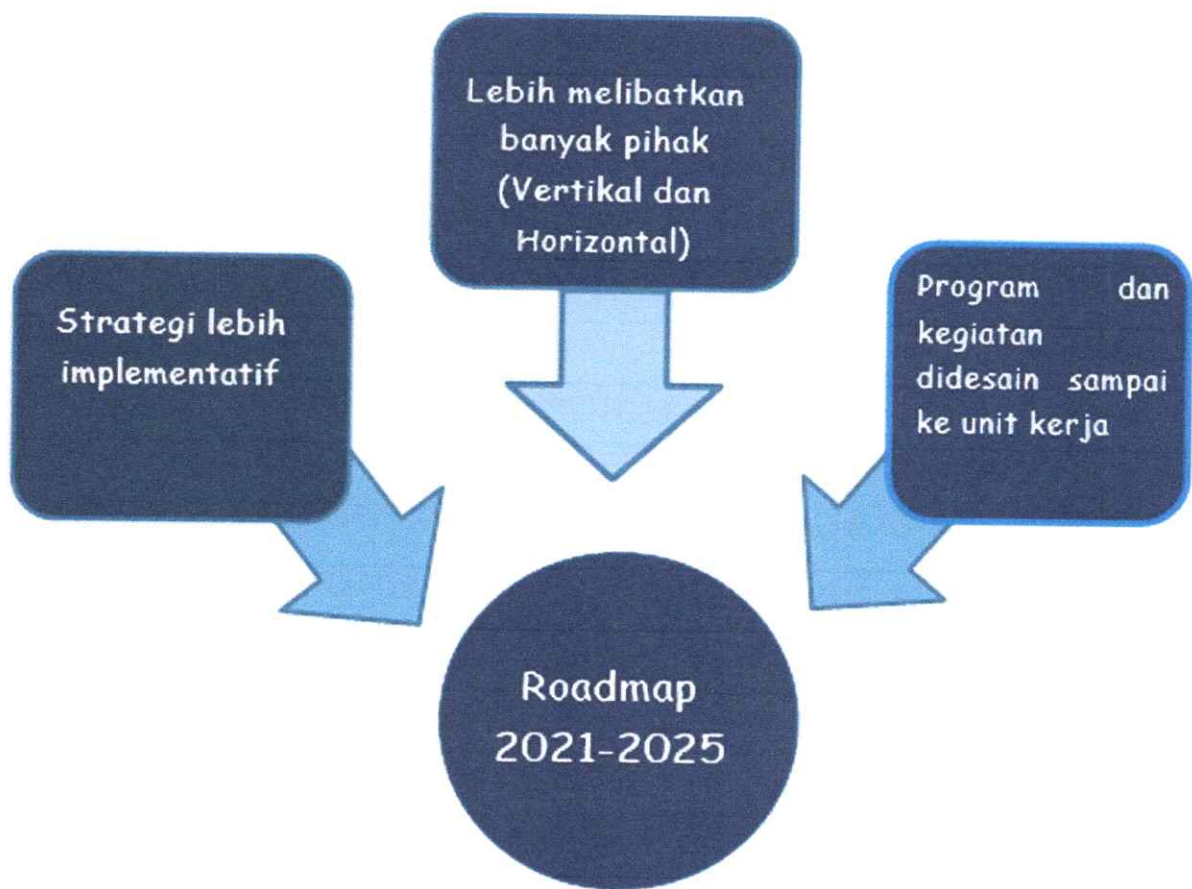 Lebih melibatkan
banyak pihak
(Vertikal dan
Horizontal)
Strategi lebih
implementatif
Program dan
kegiatan
didesain sampai
ke unit kerja
Roadmap
2021-2025